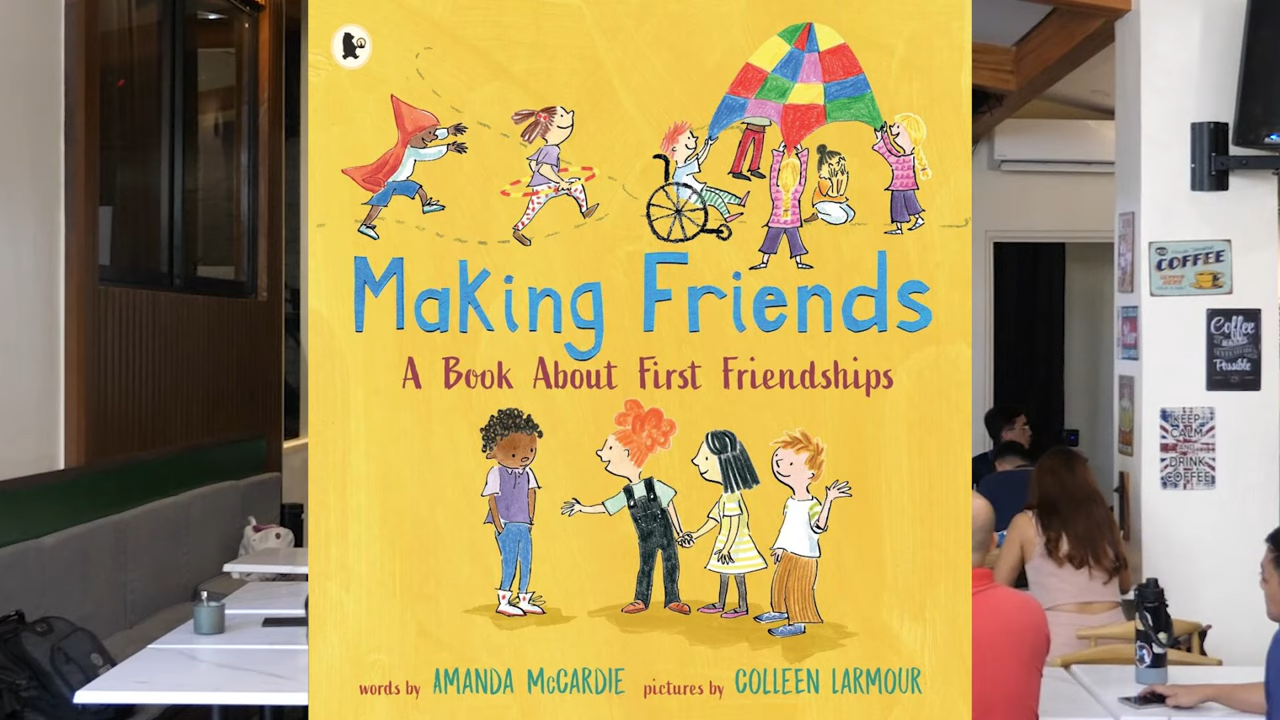 Making Friends
A Book About First Friendships
words by AMANDA McCARDIE pictures by COLLEEN LARMOUR
COFFEE
Coffee
Possible
KEEP
CALM
AND
DRINK
COFFEE